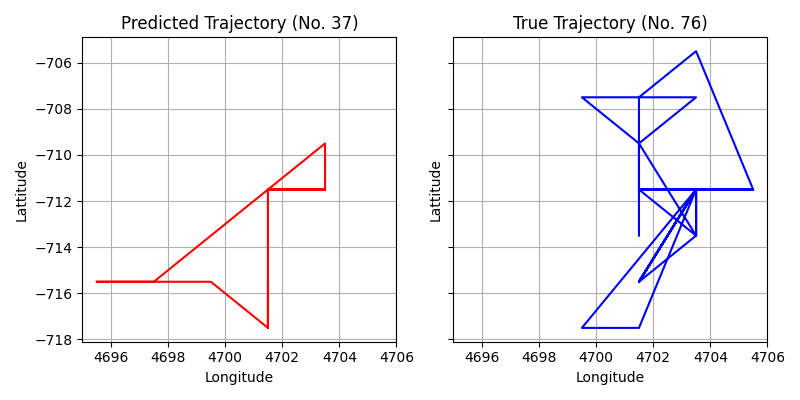 Predicted Trajectory (No. 37)
True Trajectory (No. 76)
−706
−708
−710
−712
−714
−716
−718
Lattitude
Lattitude
4696 4698 4700 4702 4704 4706
4696 4698 4700 4702 4704 4706
Longitude
Longitude